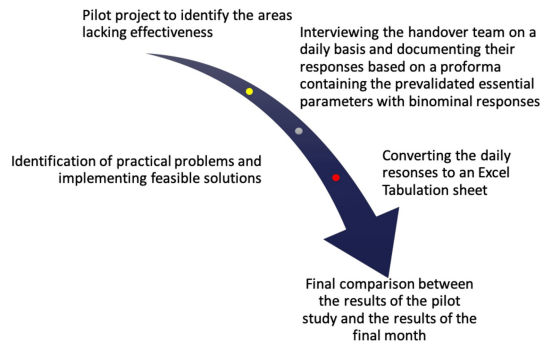 Pilot project to identify the areas
lacking effectiveness
Interviewing the handover team on a
daily basis and documenting their
responses based on a proforma
containing the prevalidated essential
parameters with binominal responses
Identification of practical problems and
implementing feasible solutions
Converting the daily
resonses to an Excel
Tabulation sheet
Final comparison between
the results of the pilot
study and the results of the
final month